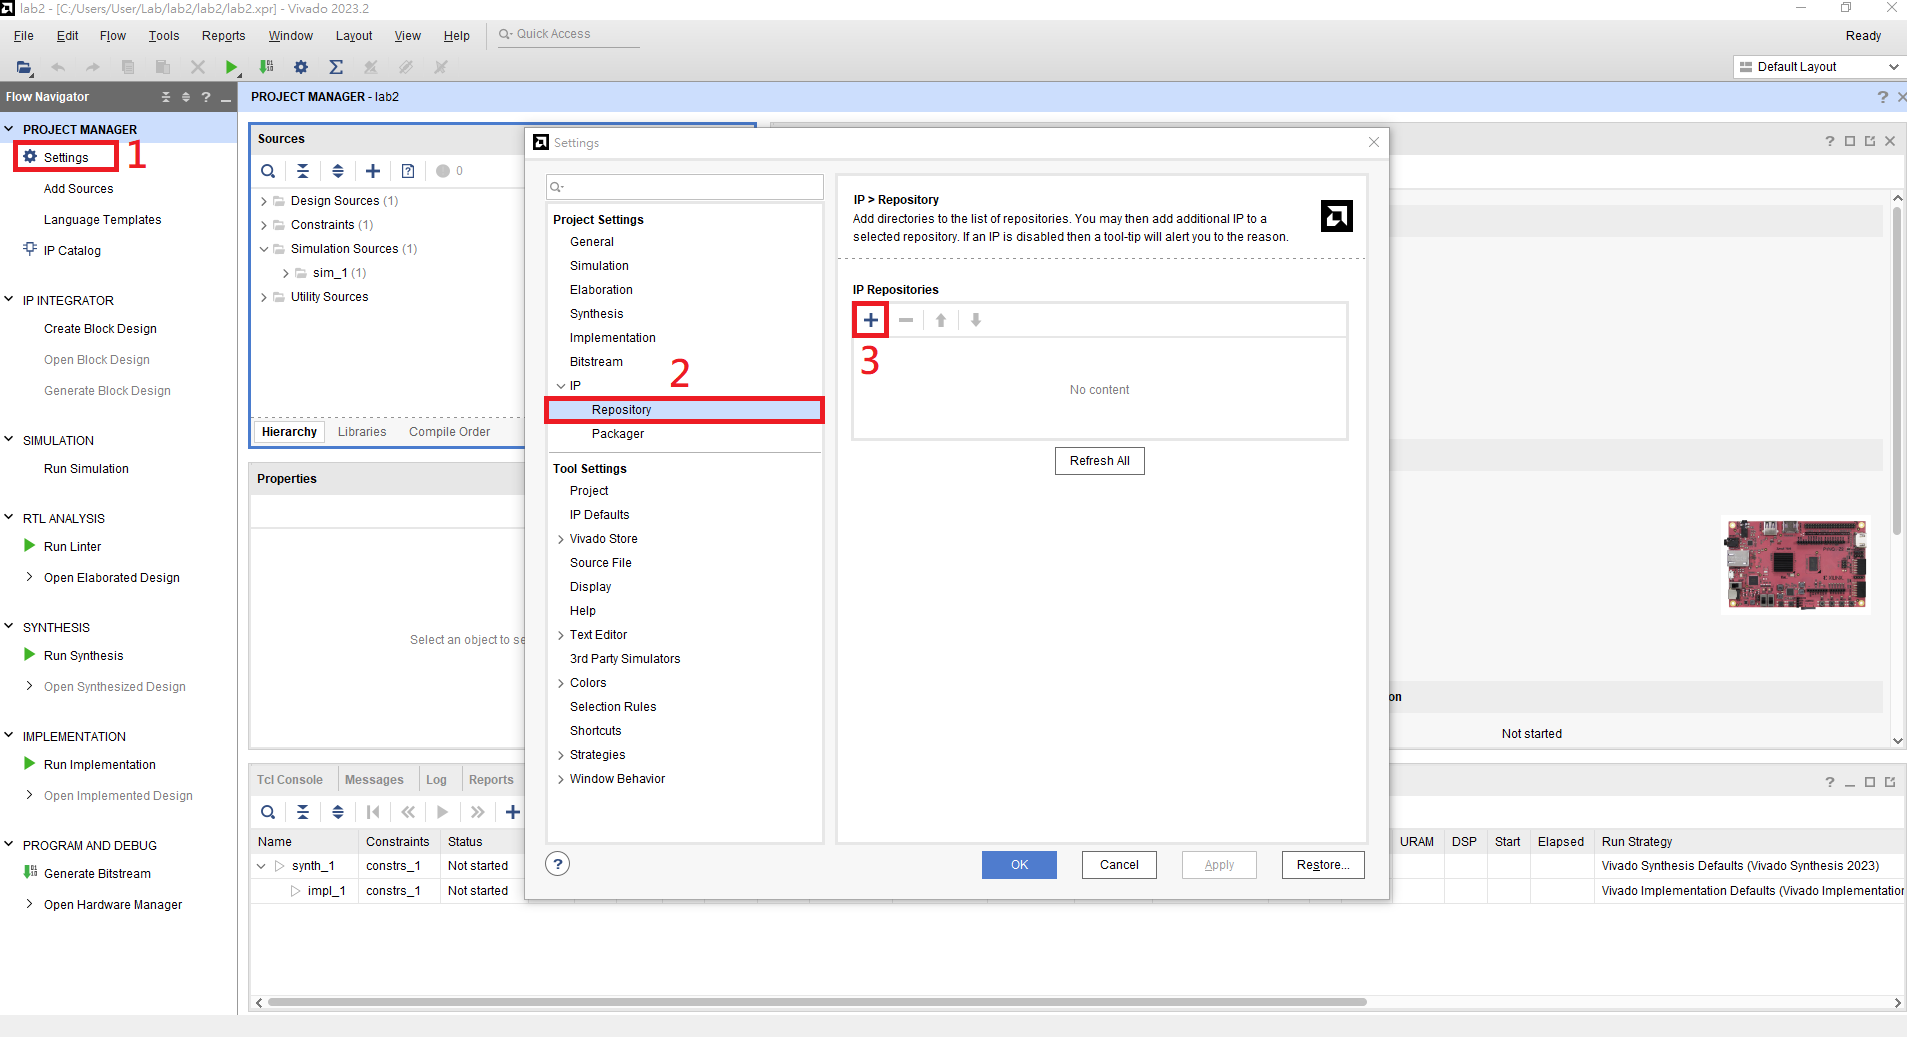 lab2 - [C:/Users/User/Lab/lab2/lab2/lab2.xpr] - Vivado 2023.2
File Edit Flow Tools Reports Window Layout View Help Quick Access Ready
Default Layout
Flow Navigator
PROJECT MANAGER
Settings
1
Add Sources
Language Templates
IP Catalog
IP INTEGRATOR
Create Block Design
Open Block Design
Generate Block Design
SIMULATION
Run Simulation
RTL ANALYSIS
Run Linter
Open Elaborated Design
SYNTHESIS
Run Synthesis
Open Synthesized Design
IMPLEMENTATION
Run Implementation
Open Implemented Design
PROGRAM AND DEBUG
Generate Bitstream
Open Hardware Manager
PROJECT MANAGER - lab2
Sources
0
Design Sources (1)
Constraints (1)
Simulation Sources (1)
sim_1 (1)
Utility Sources
Hierarchy Libraries Compile Order
Properties
Select an object to se
Settings
Project Settings
General
Simulation
Elaboration
Synthesis
Implementation
Bitstream
IP
2
Repository
Packager
Tool Settings
Project
IP Defaults
Vivado Store
Source File
Display
Help
Text Editor
3rd Party Simulators
Colors
Selection Rules
Shortcuts
Strategies
Window Behavior
IP > Repository
Add directories to the list of repositories. You may then add additional IP to a
selected repository. If an IP is disabled then a tool-tip will alert you to the reason.
IP Repositories
3
No content
Refresh All
OK Cancel Apply Restore...
on
Not started
Tcl Console Messages Log Reports
Name Constraints Status URAM DSP Start Elapsed Run Strategy
synth_1 constrs_1 Not started Vivado Synthesis Defaults (Vivado Synthesis 2023)
impl_1 constrs_1 Not started Vivado Implementation Defaults (Vivado Implementation